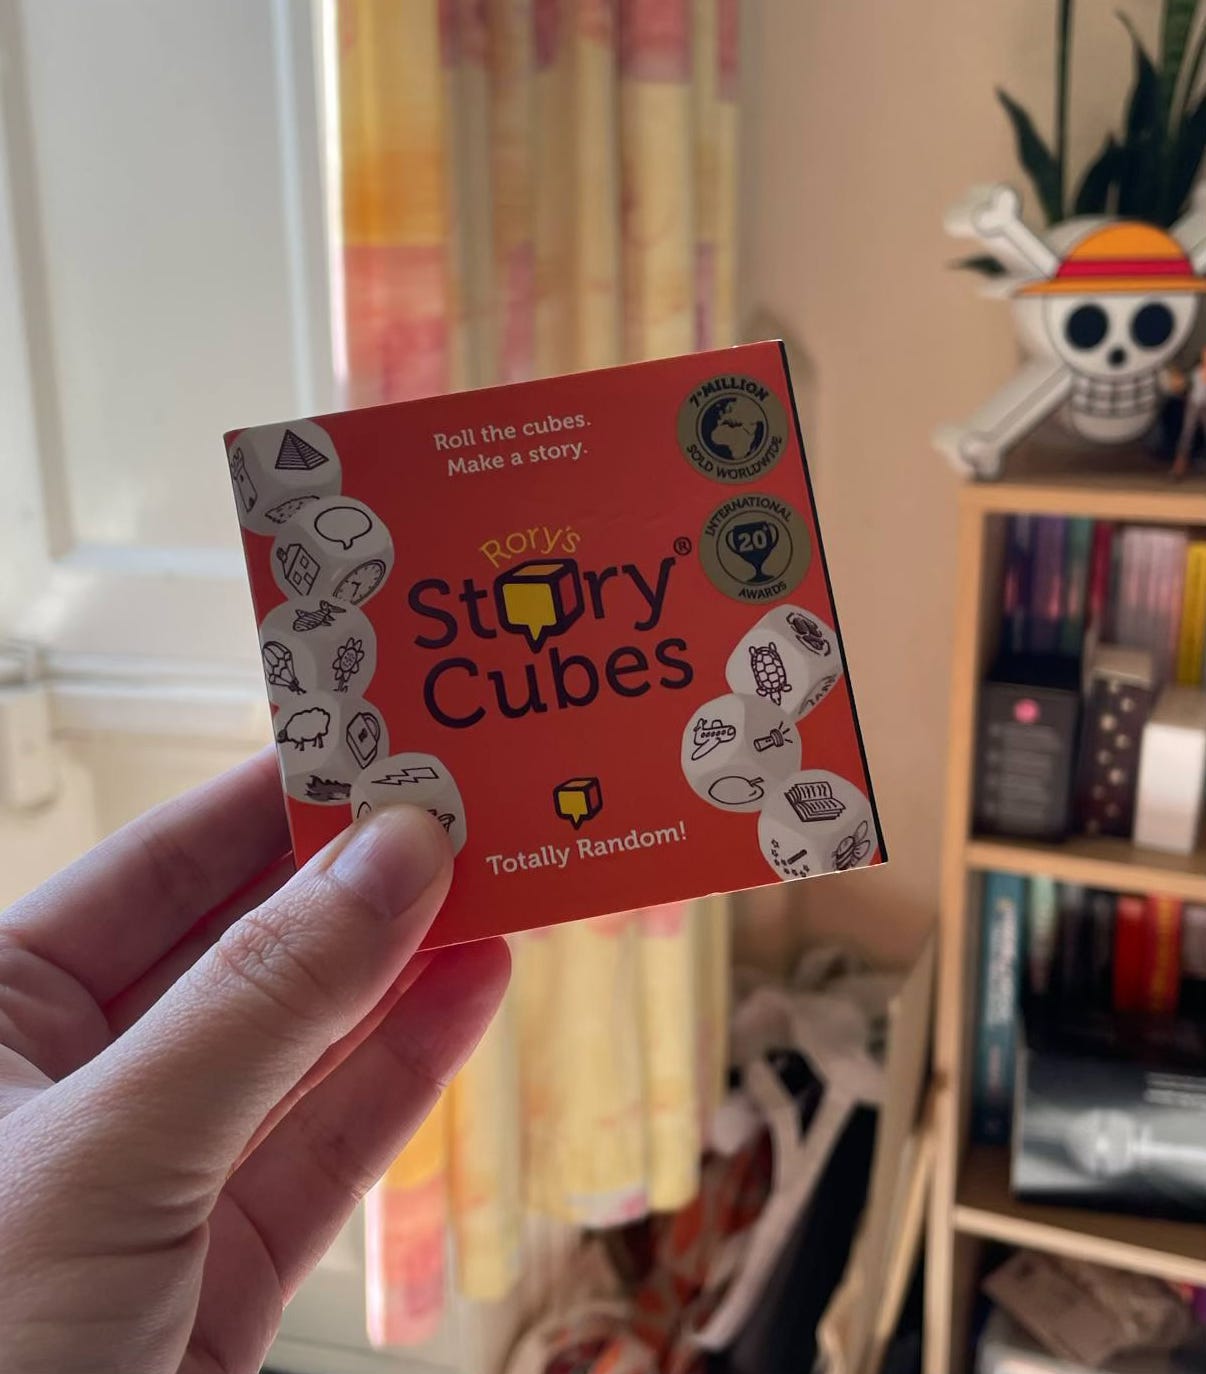 Roll the cubes.
Make a story.
7+MILLION
SOLD WORLDWIDE
Rory's
Story®
Cubes
INTERNATIONAL
20
AWARDS
Totally Random!